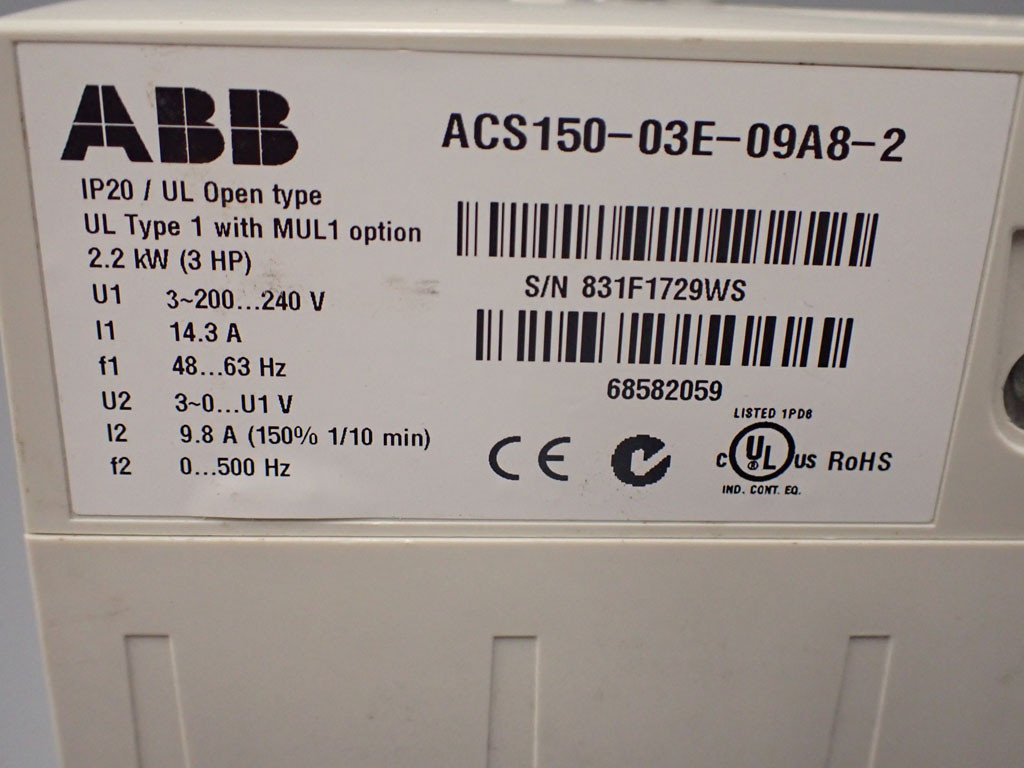 ABB
ACS150-03E-09A8-2
IP20 / UL Open type
UL Type 1 with MUL1 option
2.2 kW (3 HP)
U1 3~200...240 V
I1 14.3 A
f1 48...63 Hz
U2 3~0...U1 V
I2 9.8 A (150% 1/10 min)
f2 0...500 Hz
S/N 831F1729WS
68582059
CE
LISTED 1PD8
C UL US RoHS
IND. CONT. EQ.